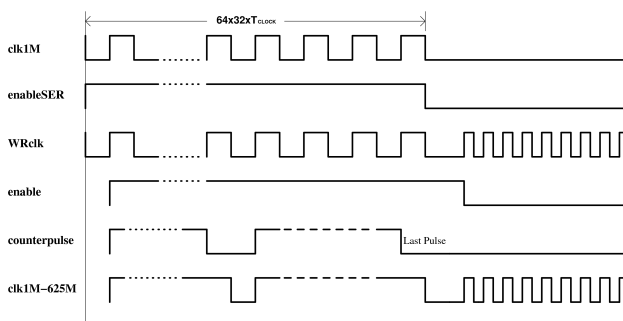 64x32xTCLOCK
clk1M
enableSER
WRclk
enable
counterpulse
Last Pulse
clk1M−625M